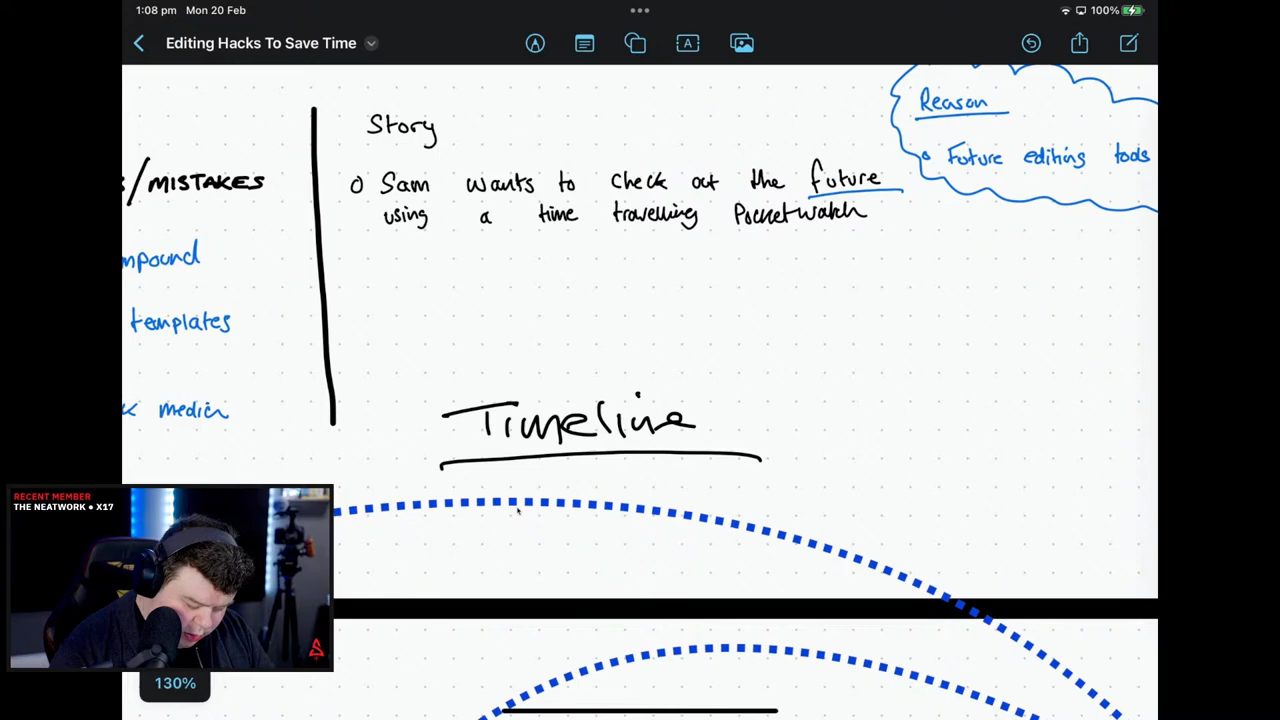 1:08 pm Mon 20 Feb
100%
Editing Hacks To Save Time
Reason
Future editing tools
Story
/MISTAKES
Sam wants to check out the future
using a time travelling Pocketwatch
mpound
templates
media
Timeline
RECENT MEMBER
THE NEATWORK ● X17
130%